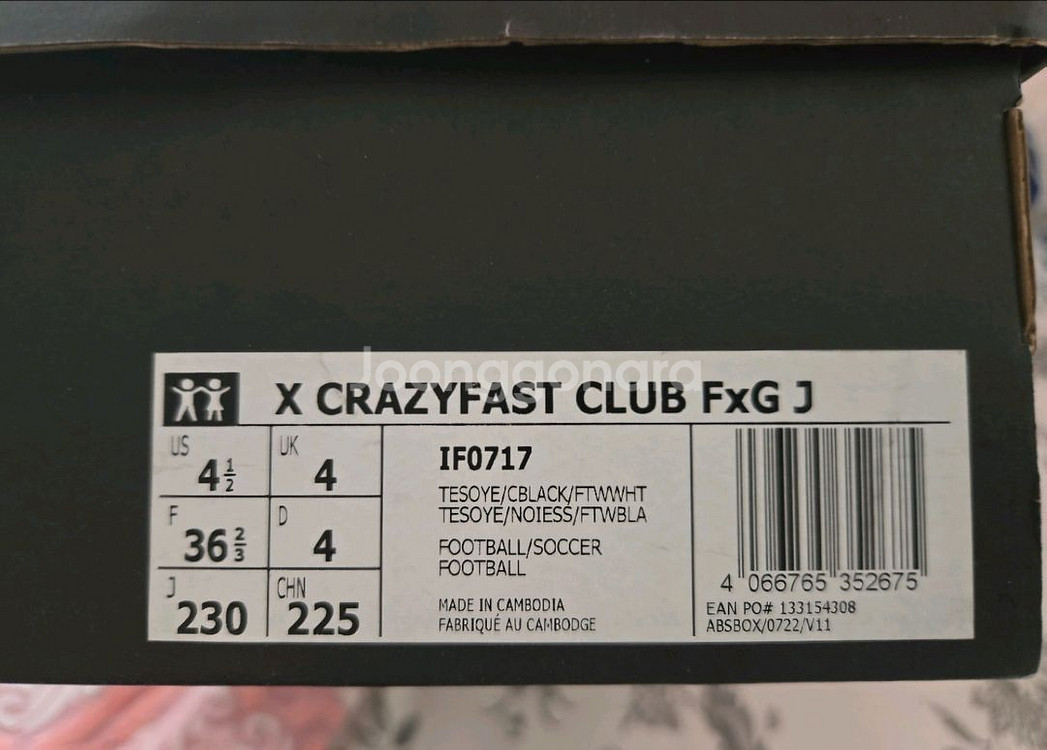 Joonggonara
X CRAZYFAST CLUB FxG J
US 4½
UK 4
F 36⅔
D 4
J 230
CHN 225
IF0717
TESOYE/CBLACK/FTWWHT
TESOYE/NOIESS/FTWBLA
FOOTBALL/SOCCER
FOOTBALL
MADE IN CAMBODIA
FABRIQUÉ AU CAMBODGE
4 066765 352675
EAN PO# 133154308
ABSBOX/0722/V11